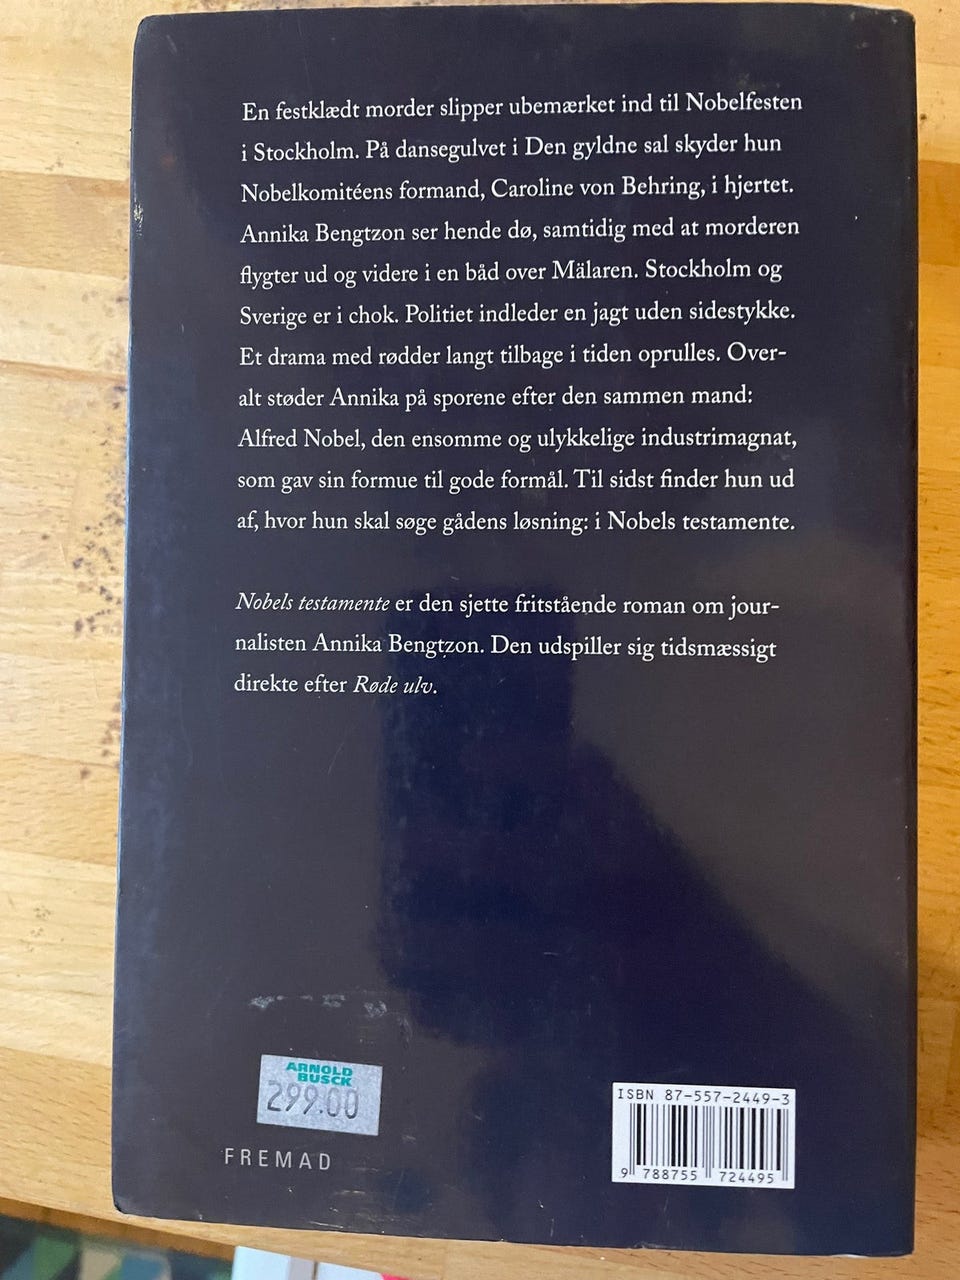 En festklædt morder slipper ubemærket ind til Nobelfesten
i Stockholm. På dansegulvet i Den gyldne sal skyder hun
Nobelkomitéens formand, Caroline von Behring, i hjertet.
Annika Bengtzon ser hende dø, samtidig med at morderen
flygter ud og videre i en båd over Mälaren. Stockholm og
Sverige er i chok. Politiet indleder en jagt uden sidestykke.
Et drama med rødder langt tilbage i tiden oprulles. Over-
alt støder Annika på sporene efter den sammen mand:
Alfred Nobel, den ensomme og ulykkelige industrimagnat,
som gav sin formue til gode formål. Til sidst finder hun ud
af, hvor hun skal søge gådens løsning: i Nobels testamente.
Nobels testamente er den sjette fritstående roman om jour-
nalisten Annika Bengtzon. Den udspiller sig tidsmæssigt
direkte efter Røde ulv.
ARNOLD
BUSCK
299.00
FREMAD
ISBN 87-557-2449-3
9 788755 724495